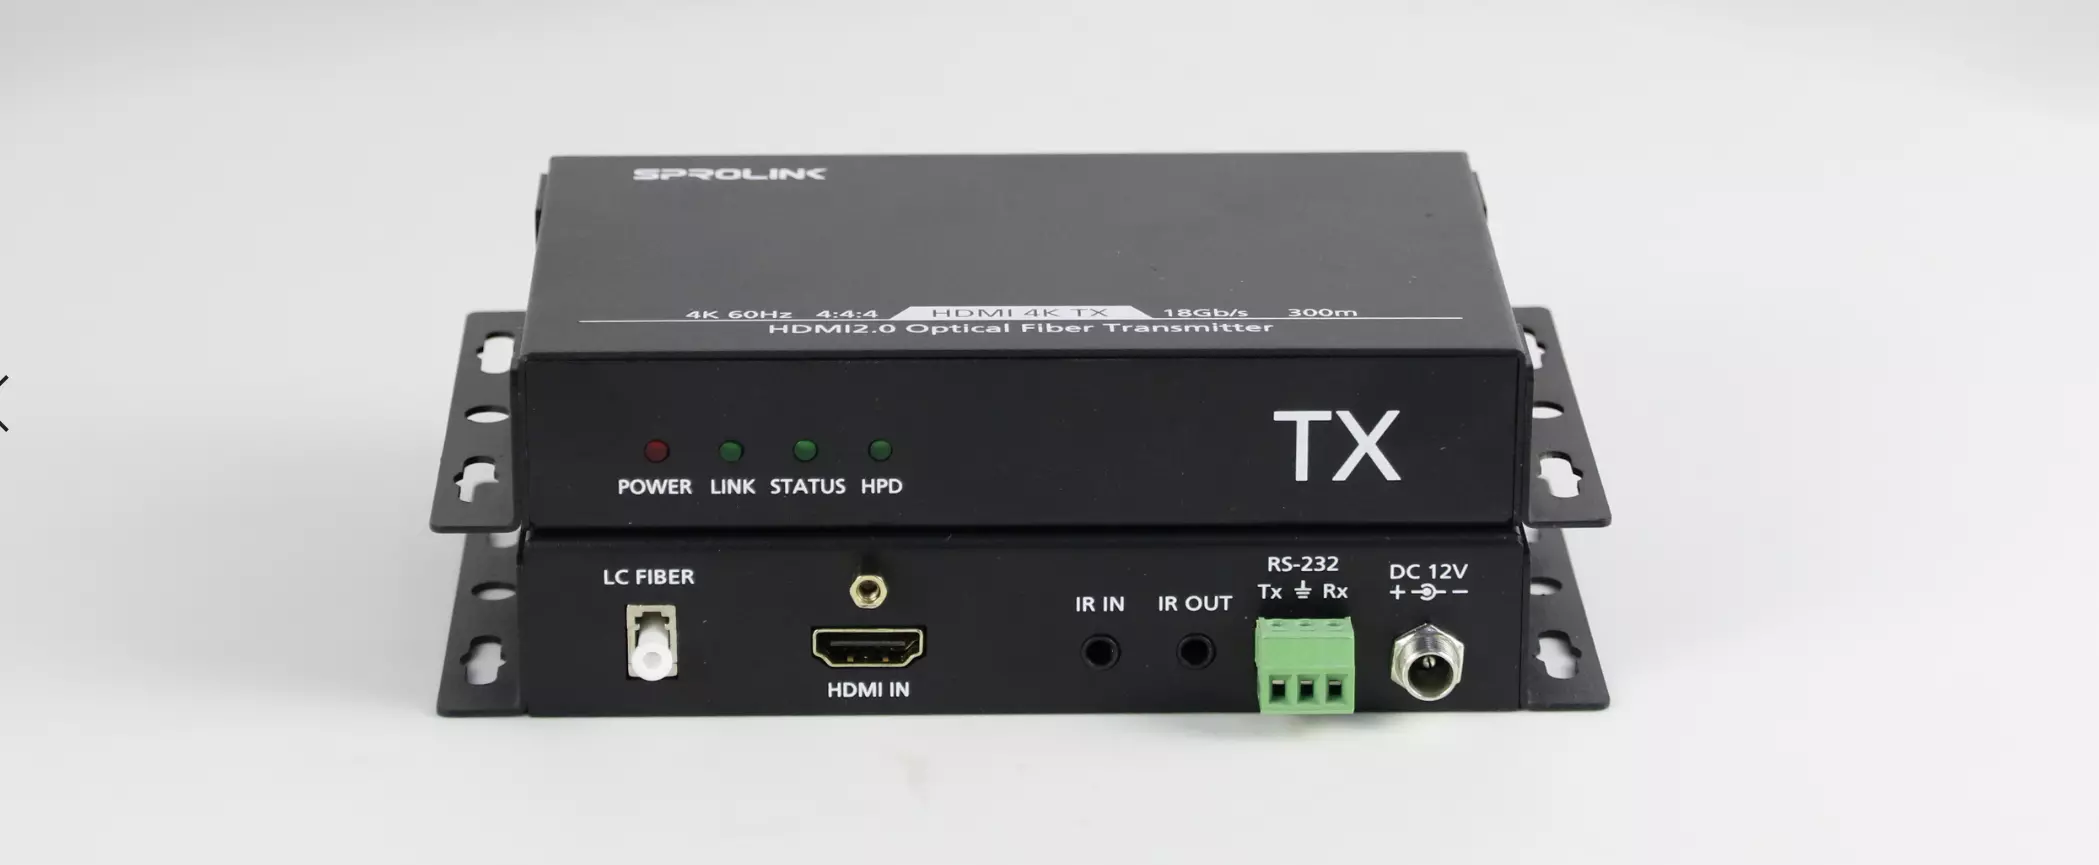 SPROLINK
4K 60Hz 4:4:4 HDMI 4K TX 18Gb/s 300m
HDMI2.0 Optical Fiber Transmitter
TX
POWER LINK STATUS HPD
LC FIBER
HDMI IN
IR IN
IR OUT
RS-232
Tx Rx
DC 12V
+ −